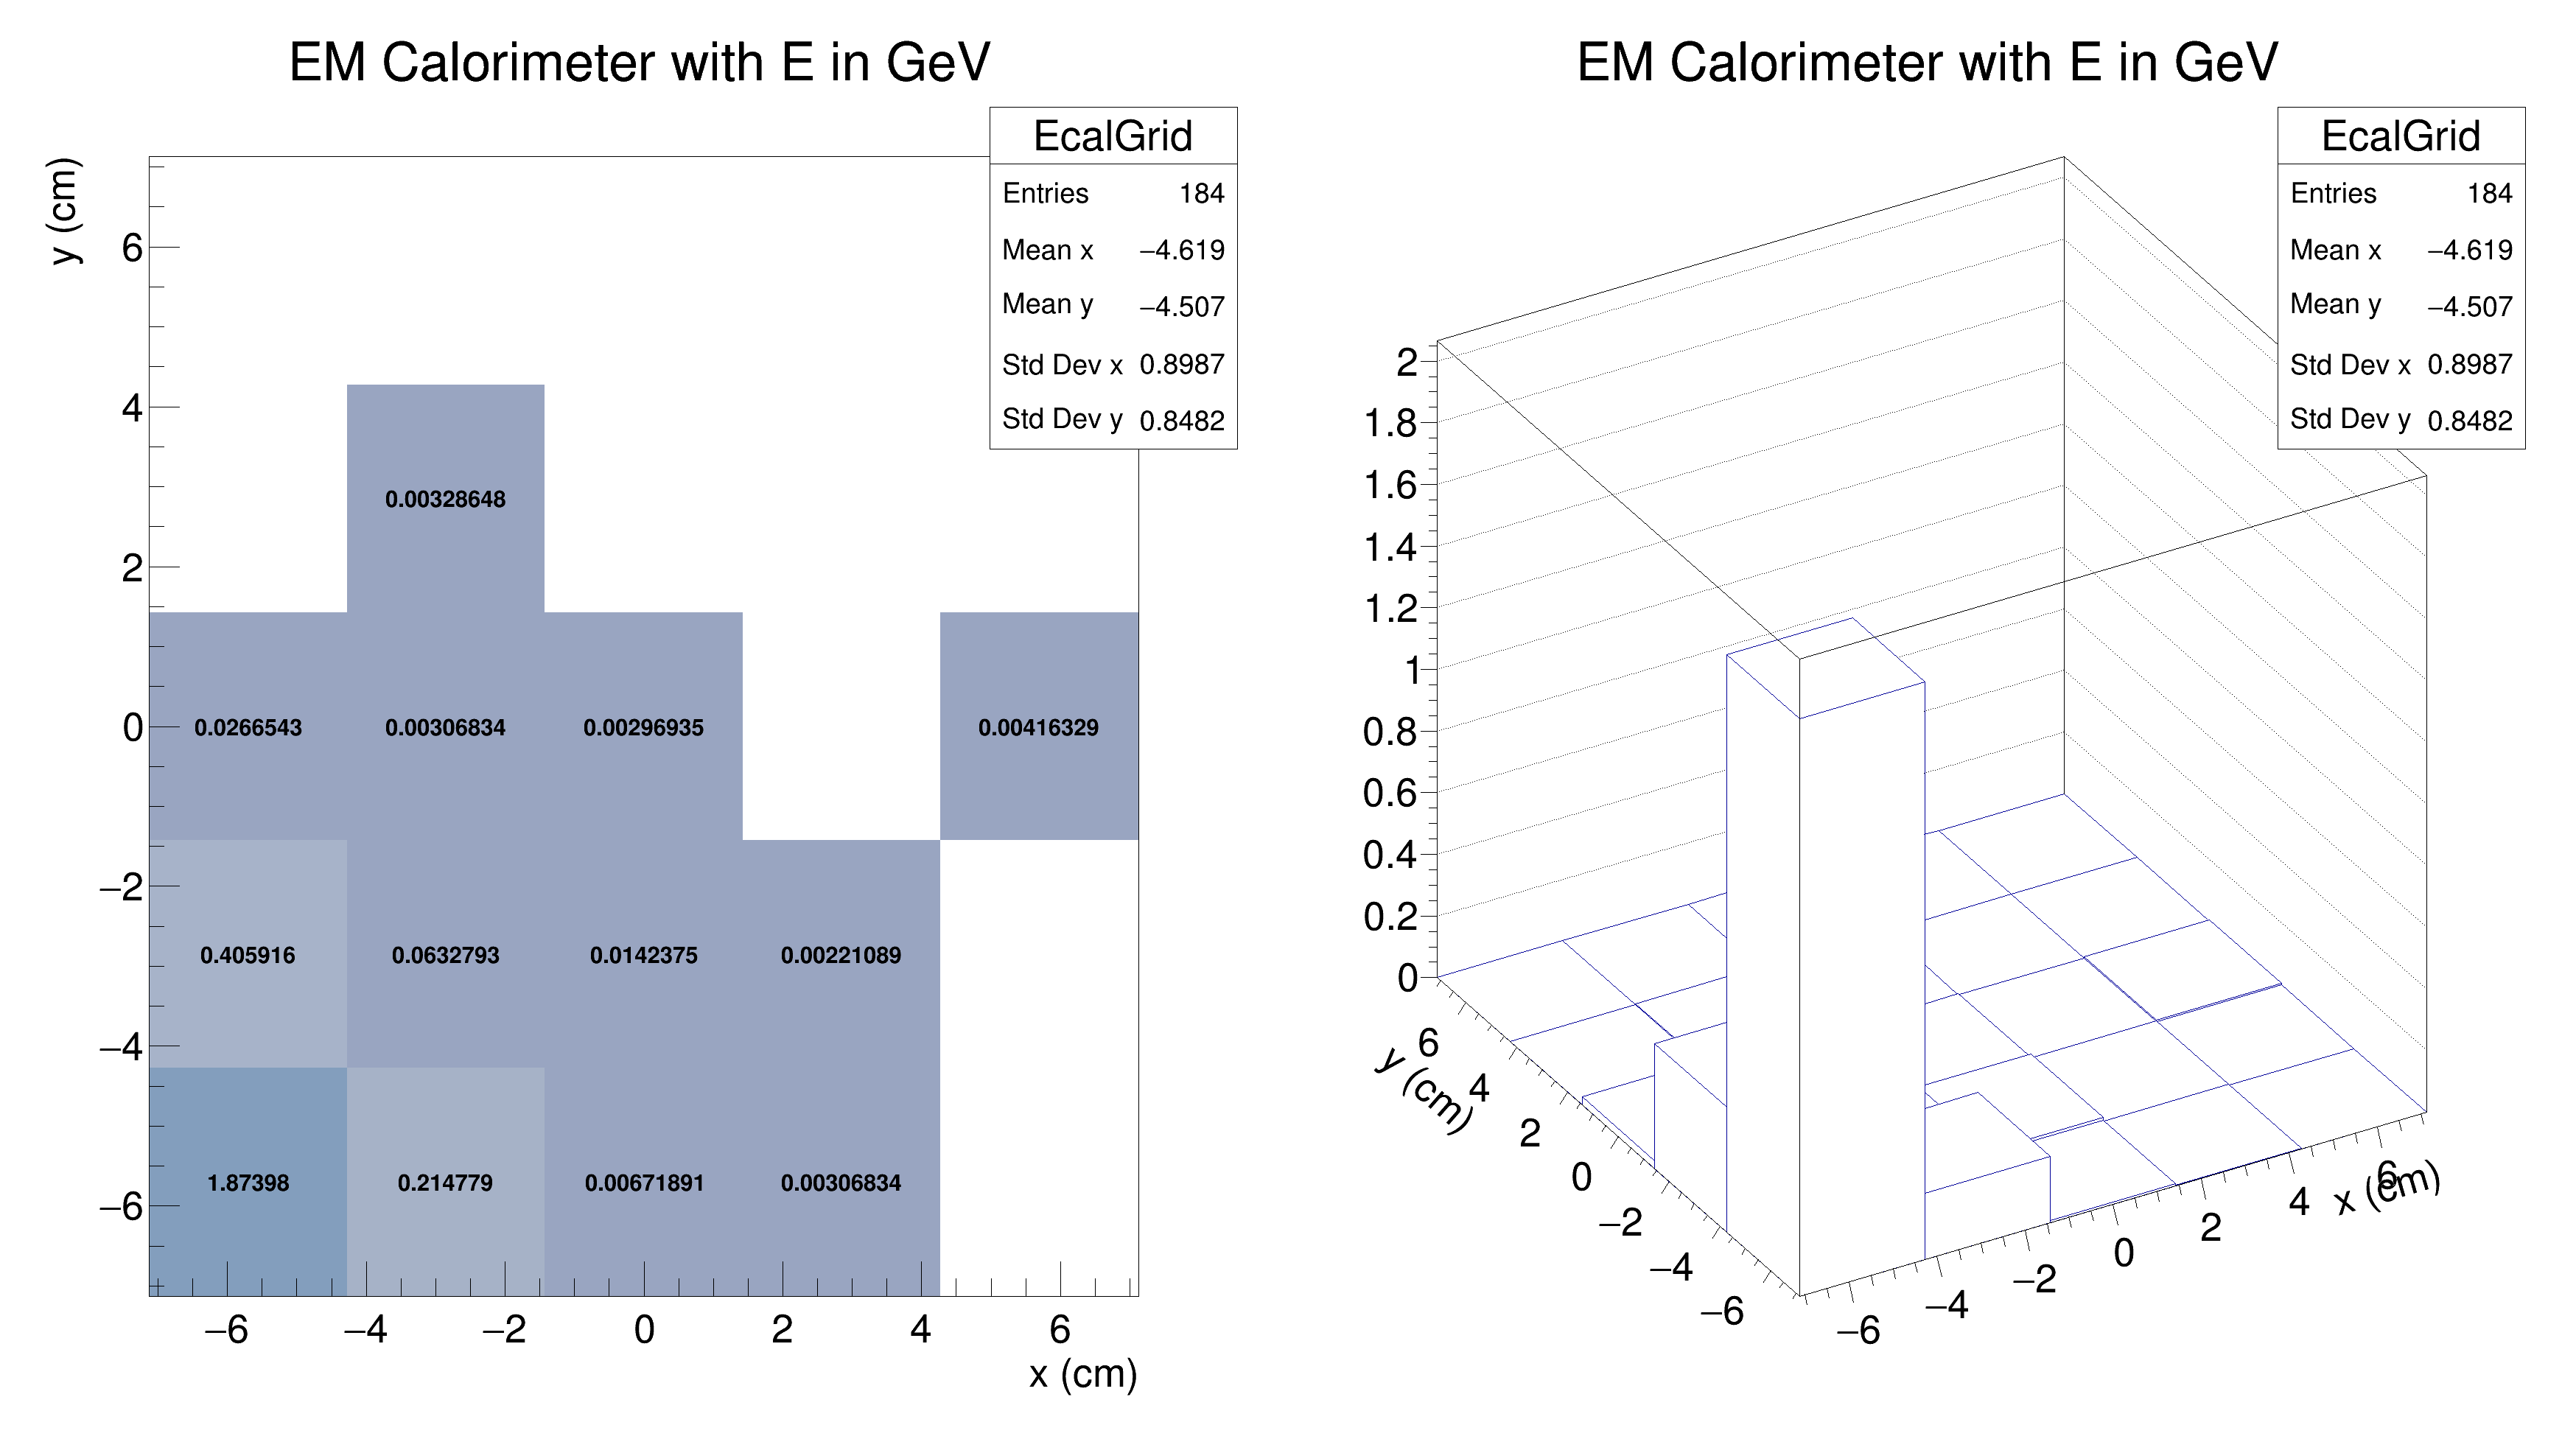 EM Calorimeter with E in GeV
EcalGrid
Entries 184
Mean x −4.619
Mean y −4.507
Std Dev x 0.8987
Std Dev y 0.8482
y (cm)
6
4
2
0
−2
−4
−6
0.00328648
0.0266543 0.00306834 0.00296935 0.00416329
0.405916 0.0632793 0.0142375 0.00221089
1.87398 0.214779 0.00671891 0.00306834
−6 −4 −2 0 2 4 6
x (cm)
EM Calorimeter with E in GeV
EcalGrid
Entries 184
Mean x −4.619
Mean y −4.507
Std Dev x 0.8987
Std Dev y 0.8482
2
1.8
1.6
1.4
1.2
1
0.8
0.6
0.4
0.2
0
y (cm)
6
4
2
0
−2
−4
−6
−6
−4
−2
0
2
4
6
x (cm)